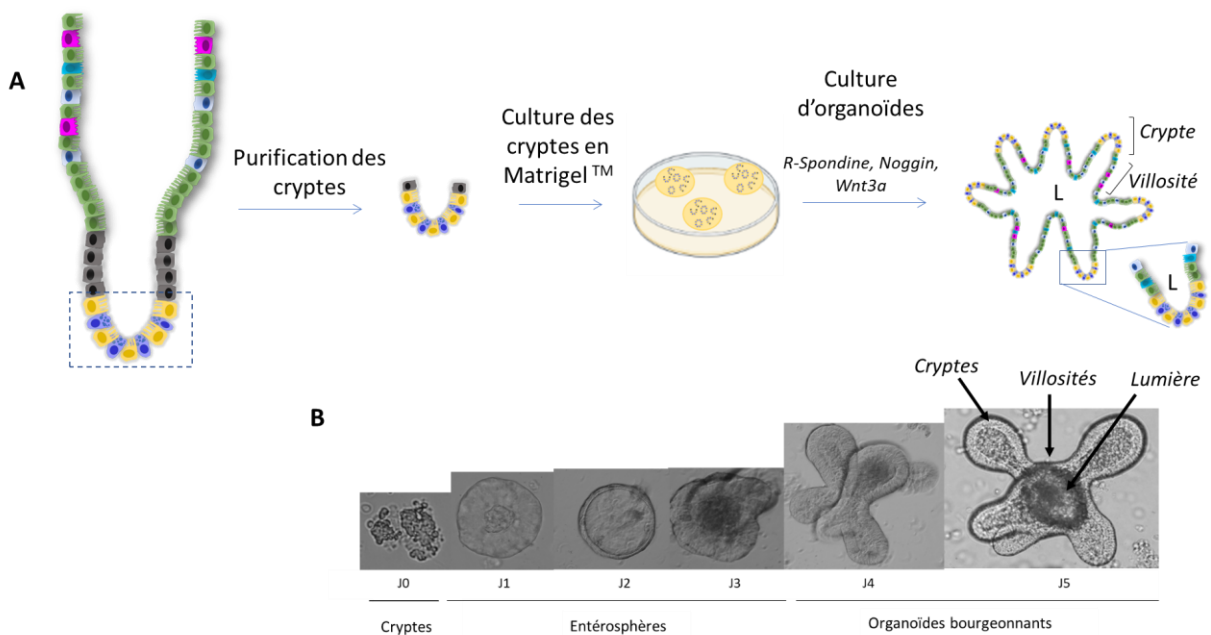 A
Purification des
cryptes
Culture des
cryptes en
Matrigel TM
Culture
d'organoïdes
R-Spondine, Noggin,
Wnt3a
Crypte
Villosité
L
L
B
Cryptes
Villosités
Lumière
J0
J1
J2
J3
J4
J5
Cryptes
Entérosphères
Organoïdes bourgeonnants